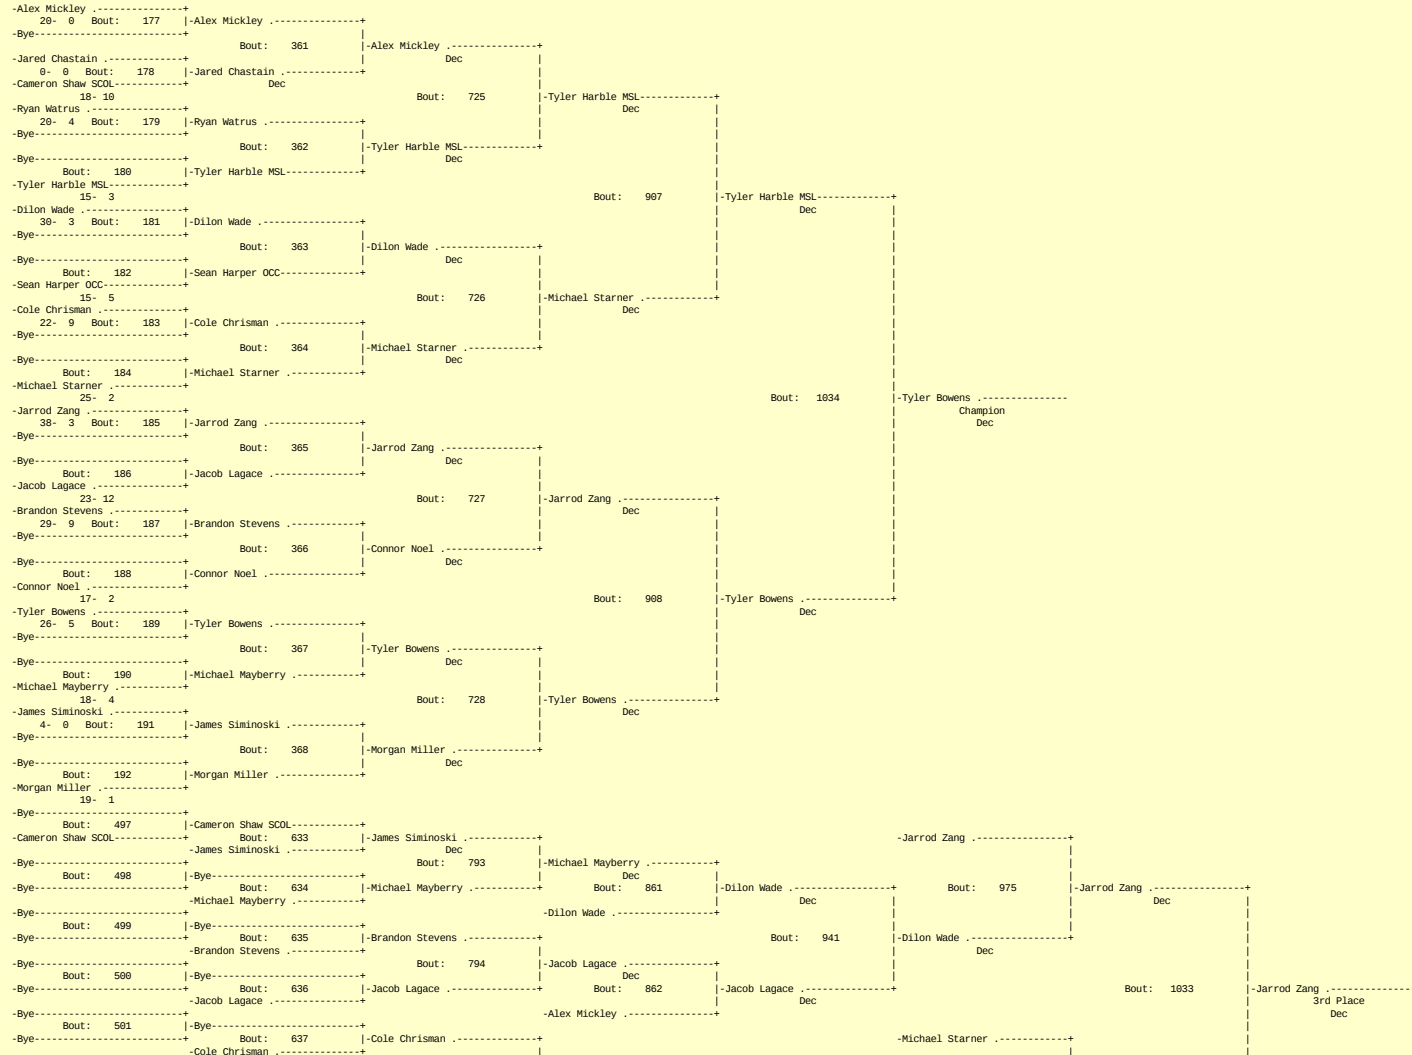 -Alex Mickley .---------------+
20-  0   Bout:    177     |-Alex Mickley .---------------+
-Bye--------------------------+                              |
Bout:    361         |-Alex Mickley .---------------+
-Jared Chastain .-------------+                              |              Dec             |
0-  0   Bout:    178     |-Jared Chastain .-------------+                              |
-Cameron Shaw SCOL------------+              Dec                                            |
18- 10                                                     Bout:    725     |-Tyler Harble MSL-------------+
-Ryan Watrus .----------------+                                                             |              Dec             |
20-  4   Bout:    179     |-Ryan Watrus .----------------+                              |                              |
-Bye--------------------------+                              |                              |                              |
Bout:    362         |-Tyler Harble MSL-------------+                              |
-Bye--------------------------+                              |              Dec                                            |
Bout:    180     |-Tyler Harble MSL-------------+                                                             |
-Tyler Harble MSL-------------+                                                                                            |
15-  3                                                                                    Bout:    907         |-Tyler Harble MSL-------------+
-Dilon Wade .-----------------+                                                                                            |              Dec             |
30-  3   Bout:    181     |-Dilon Wade .-----------------+                                                             |                              |
-Bye--------------------------+                              |                                                             |                              |
Bout:    363         |-Dilon Wade .-----------------+                              |                              |
-Bye--------------------------+                              |              Dec             |                              |                              |
Bout:    182     |-Sean Harper OCC--------------+                              |                              |                              |
-Sean Harper OCC--------------+                                                             |                              |                              |
15-  5                                                     Bout:    726     |-Michael Starner .------------+                              |
-Cole Chrisman .--------------+                                                             |              Dec                                            |
22-  9   Bout:    183     |-Cole Chrisman .--------------+                              |                                                             |
-Bye--------------------------+                              |                              |                                                             |
Bout:    364         |-Michael Starner .------------+                                                             |
-Bye--------------------------+                              |              Dec                                                                           |
Bout:    184     |-Michael Starner .------------+                                                                                            |
-Michael Starner .------------+                                                                                                                           |
25-  2                                                                                                                   Bout:   1034         |-Tyler Bowens .---------------
-Jarrod Zang .----------------+                                                                                                                           |           Champion
38-  3   Bout:    185     |-Jarrod Zang .----------------+                                                                                            |              Dec
-Bye--------------------------+                              |                                                                                            |
Bout:    365         |-Jarrod Zang .----------------+                                                             |
-Bye--------------------------+                              |              Dec             |                                                             |
Bout:    186     |-Jacob Lagace .---------------+                              |                                                             |
-Jacob Lagace .---------------+                                                             |                                                             |
23- 12                                                     Bout:    727     |-Jarrod Zang .----------------+                              |
-Brandon Stevens .------------+                                                             |              Dec             |                              |
29-  9   Bout:    187     |-Brandon Stevens .------------+                              |                              |                              |
-Bye--------------------------+                              |                              |                              |                              |
Bout:    366         |-Connor Noel .----------------+                              |                              |
-Bye--------------------------+                              |              Dec                                            |                              |
Bout:    188     |-Connor Noel .----------------+                                                             |                              |
-Connor Noel .----------------+                                                                                            |                              |
17-  2                                                                                    Bout:    908         |-Tyler Bowens .---------------+
-Tyler Bowens .---------------+                                                                                            |              Dec
26-  5   Bout:    189     |-Tyler Bowens .---------------+                                                             |
-Bye--------------------------+                              |                                                             |
Bout:    367         |-Tyler Bowens .---------------+                              |
-Bye--------------------------+                              |              Dec             |                              |
Bout:    190     |-Michael Mayberry .-----------+                              |                              |
-Michael Mayberry .-----------+                                                             |                              |
18-  4                                                     Bout:    728     |-Tyler Bowens .---------------+
-James Siminoski .------------+                                                             |              Dec
4-  0   Bout:    191     |-James Siminoski .------------+                              |
-Bye--------------------------+                              |                              |
Bout:    368         |-Morgan Miller .--------------+
-Bye--------------------------+                              |              Dec
Bout:    192     |-Morgan Miller .--------------+
-Morgan Miller .--------------+
19-  1
-Bye--------------------------+
Bout:    497     |-Cameron Shaw SCOL------------+
-Cameron Shaw SCOL------------+         Bout:    633     |-James Siminoski .------------+                              -Jarrod Zang .----------------+
-James Siminoski .------------+              Dec             |                                                             |
-Bye--------------------------+                                         Bout:    793     |-Michael Mayberry .-----------+                              |
Bout:    498     |-Bye--------------------------+                              |              Dec             |                              |
-Bye--------------------------+         Bout:    634     |-Michael Mayberry .-----------+         Bout:    861     |-Dilon Wade .-----------------+         Bout:    975     |-Jarrod Zang .----------------+
-Michael Mayberry .-----------+                                             |              Dec             |                              |              Dec             |
-Bye--------------------------+                              -Dilon Wade .-----------------+                              |                              |
Bout:    499     |-Bye--------------------------+                              |                              |
-Bye--------------------------+         Bout:    635     |-Brandon Stevens .------------+                              Bout:    941     |-Dilon Wade .-----------------+
-Brandon Stevens .------------+                              |                              |              Dec
-Bye--------------------------+                                         Bout:    794     |-Jacob Lagace .---------------+                              |
Bout:    500     |-Bye--------------------------+                              |              Dec             |                              |
-Bye--------------------------+         Bout:    636     |-Jacob Lagace .---------------+         Bout:    862     |-Jacob Lagace .---------------+                              Bout:   1033     |-Jarrod Zang .--------------
-Jacob Lagace .---------------+                                             |              Dec                                            |           3rd Place
-Bye--------------------------+                              -Alex Mickley .---------------+                                             |              Dec
Bout:    501     |-Bye--------------------------+
-Bye--------------------------+         Bout:    637     |-Cole Chrisman .--------------+                              -Michael Starner .------------+
-Cole Chrisman .--------------+                              |